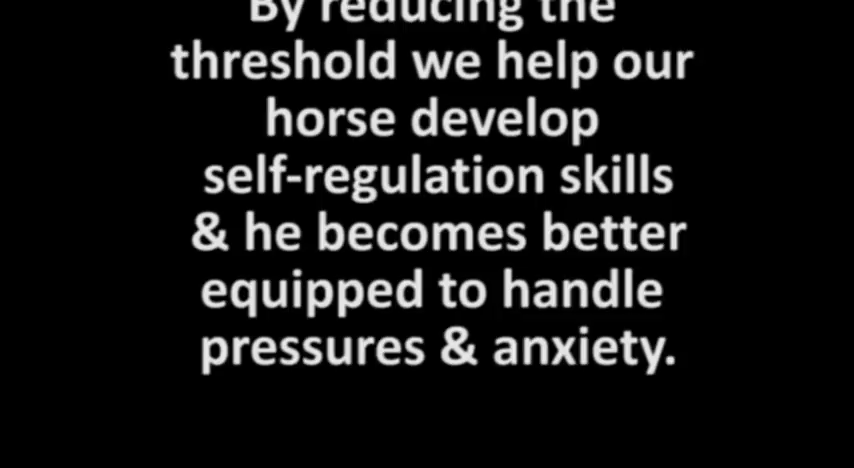 By reducing the
threshold we help our
horse develop
self-regulation skills
& he becomes better
equipped to handle
pressures & anxiety.